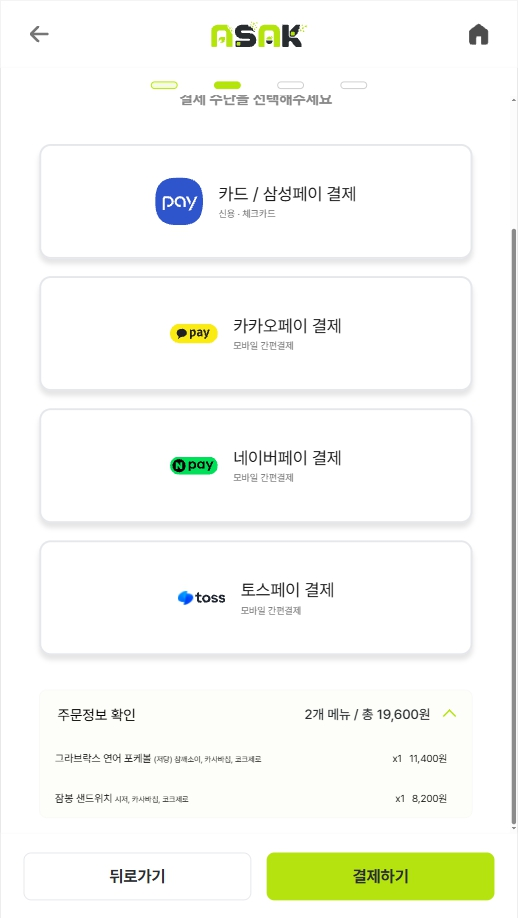 ASAK
결제 수단을 선택해주세요
pay
카드 / 삼성페이 결제
신용 · 체크카드
pay
카카오페이 결제
모바일 간편결제
N pay
네이버페이 결제
모바일 간편결제
toss
토스페이 결제
모바일 간편결제
주문정보 확인 2개 메뉴 / 총 19,600원
그라브락스 연어 포케볼 (저당) 참깨소이, 카사바칩, 코크제로 x1 11,400원
잠봉 샌드위치 시저, 카사바칩, 코크제로 x1 8,200원
뒤로가기 결제하기